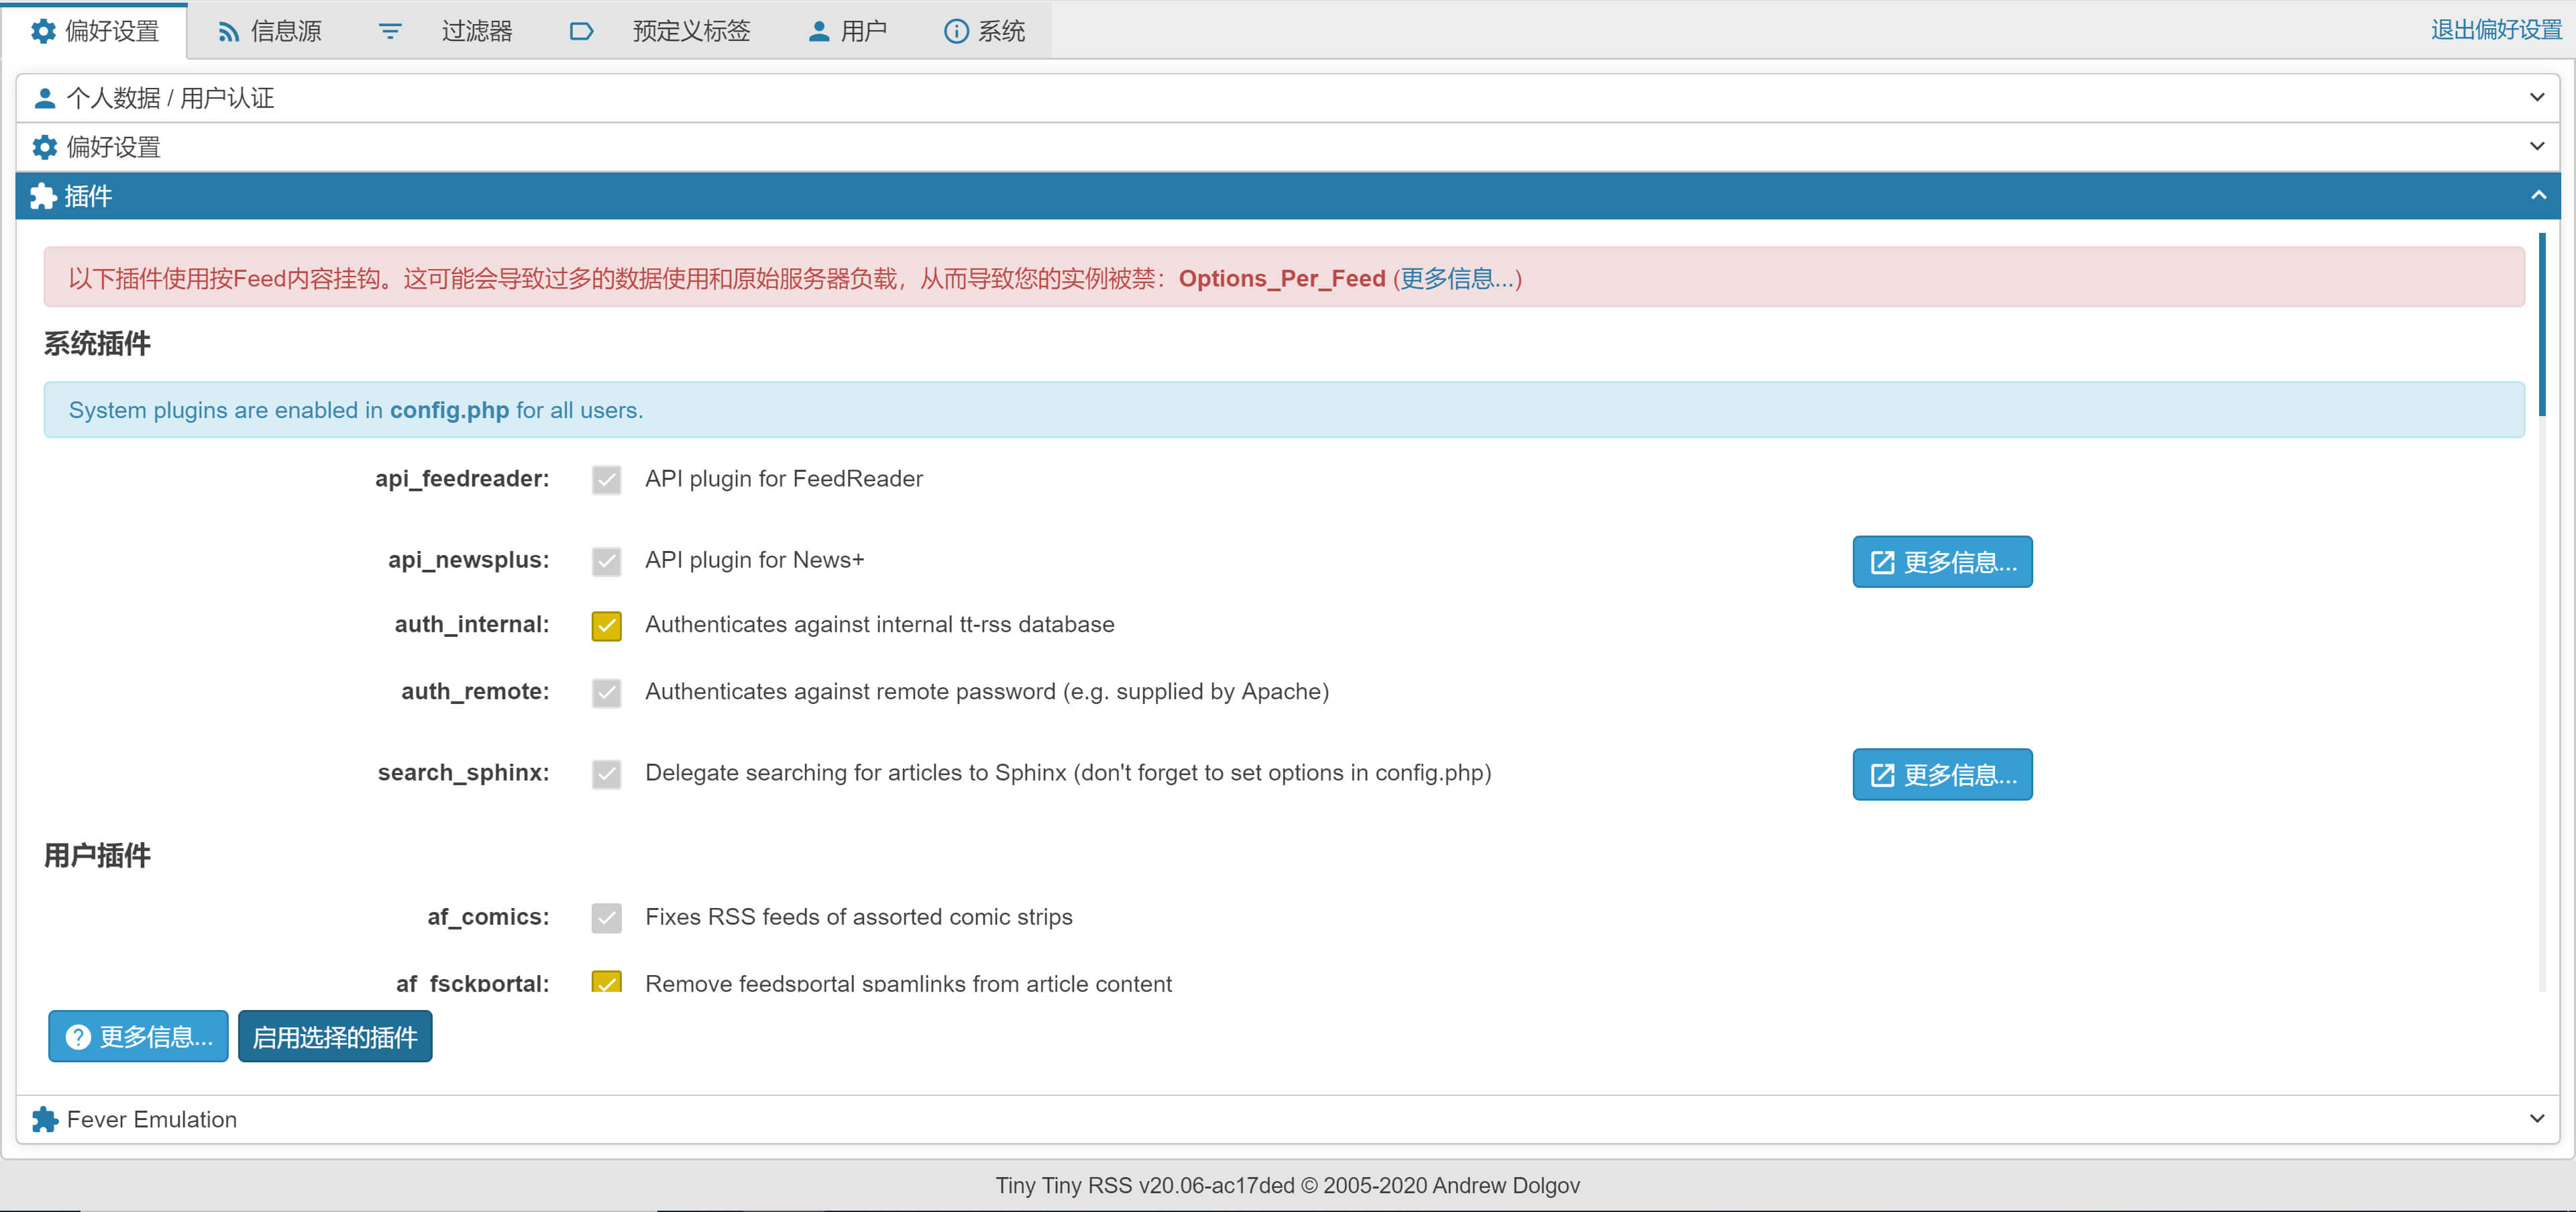 偏好设置 信息源 过滤器 预定义标签 用户 系统 退出偏好设置
个人数据 / 用户认证
偏好设置
插件
以下插件使用按Feed内容挂钩。这可能会导致过多的数据使用和原始服务器负载，从而导致您的实例被禁：Options_Per_Feed (更多信息...)
系统插件
System plugins are enabled in config.php for all users.
api_feedreader: API plugin for FeedReader
api_newsplus: API plugin for News+ 更多信息...
auth_internal: Authenticates against internal tt-rss database
auth_remote: Authenticates against remote password (e.g. supplied by Apache)
search_sphinx: Delegate searching for articles to Sphinx (don't forget to set options in config.php) 更多信息...
用户插件
af_comics: Fixes RSS feeds of assorted comic strips
af_fsckportal: Remove feedsportal spamlinks from article content
更多信息... 启用选择的插件
Fever Emulation
Tiny Tiny RSS v20.06-ac17ded © 2005-2020 Andrew Dolgov